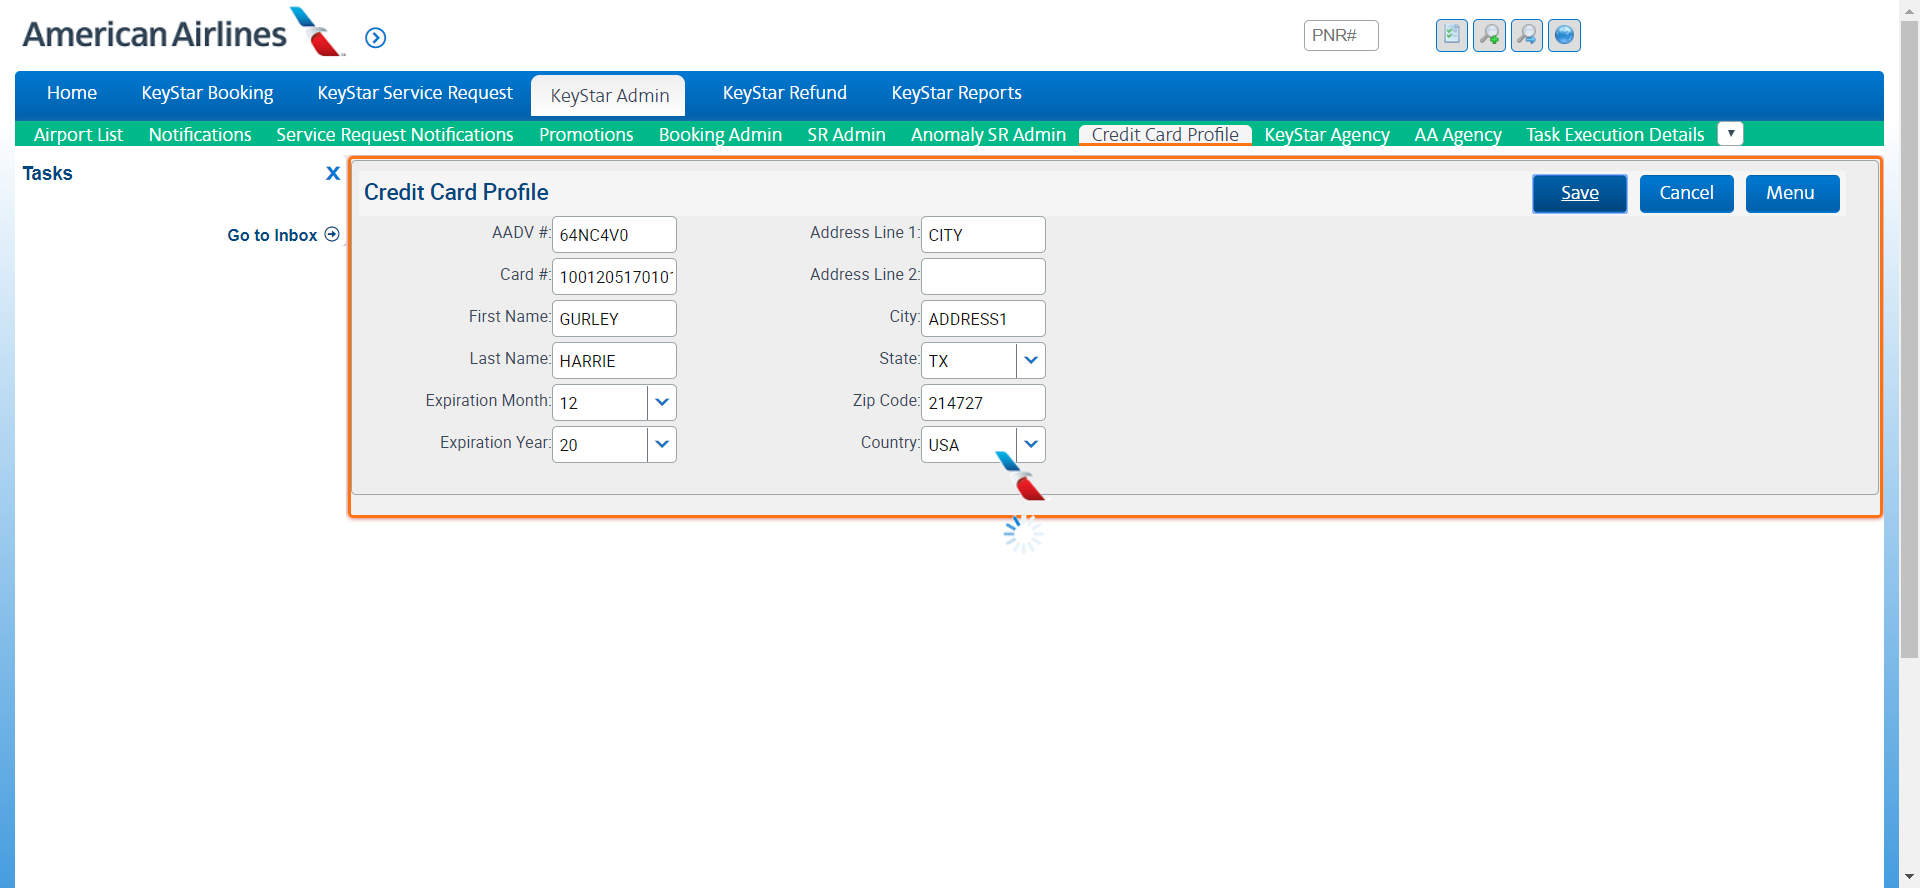 American Airlines
PNR#
Home KeyStar Booking KeyStar Service Request KeyStar Admin KeyStar Refund KeyStar Reports
Airport List Notifications Service Request Notifications Promotions Booking Admin SR Admin Anomaly SR Admin Credit Card Profile KeyStar Agency AA Agency Task Execution Details
Tasks X
Go to Inbox
Credit Card Profile Save Cancel Menu
AADV #: 64NC4V0 Address Line 1: CITY
Card #: 100120517010 Address Line 2:
First Name: GURLEY City: ADDRESS1
Last Name: HARRIE State: TX
Expiration Month: 12 Zip Code: 214727
Expiration Year: 20 Country: USA